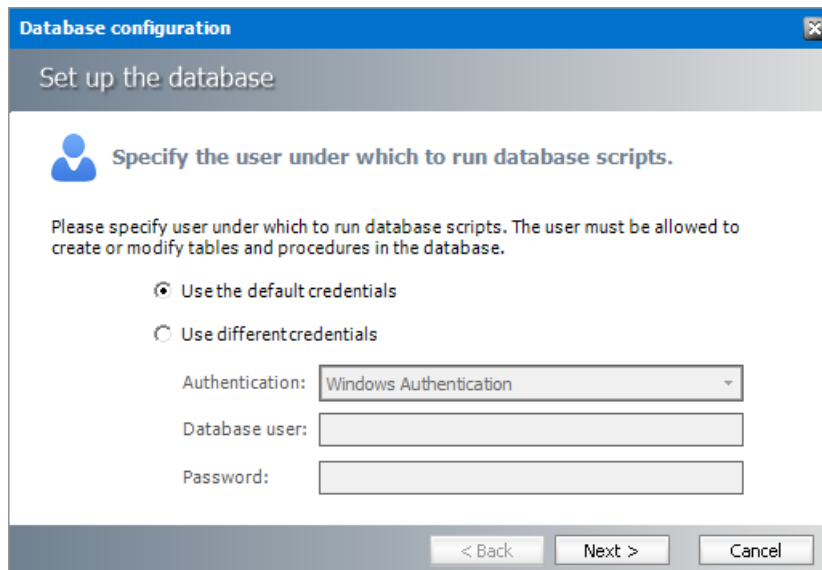 Database configuration
Set up the database
Specify the user under which to run database scripts.
Please specify user under which to run database scripts. The user must be allowed to
create or modify tables and procedures in the database.
Use the default credentials
Use different credentials
Authentication: Windows Authentication
Database user:
Password:
< Back Next > Cancel